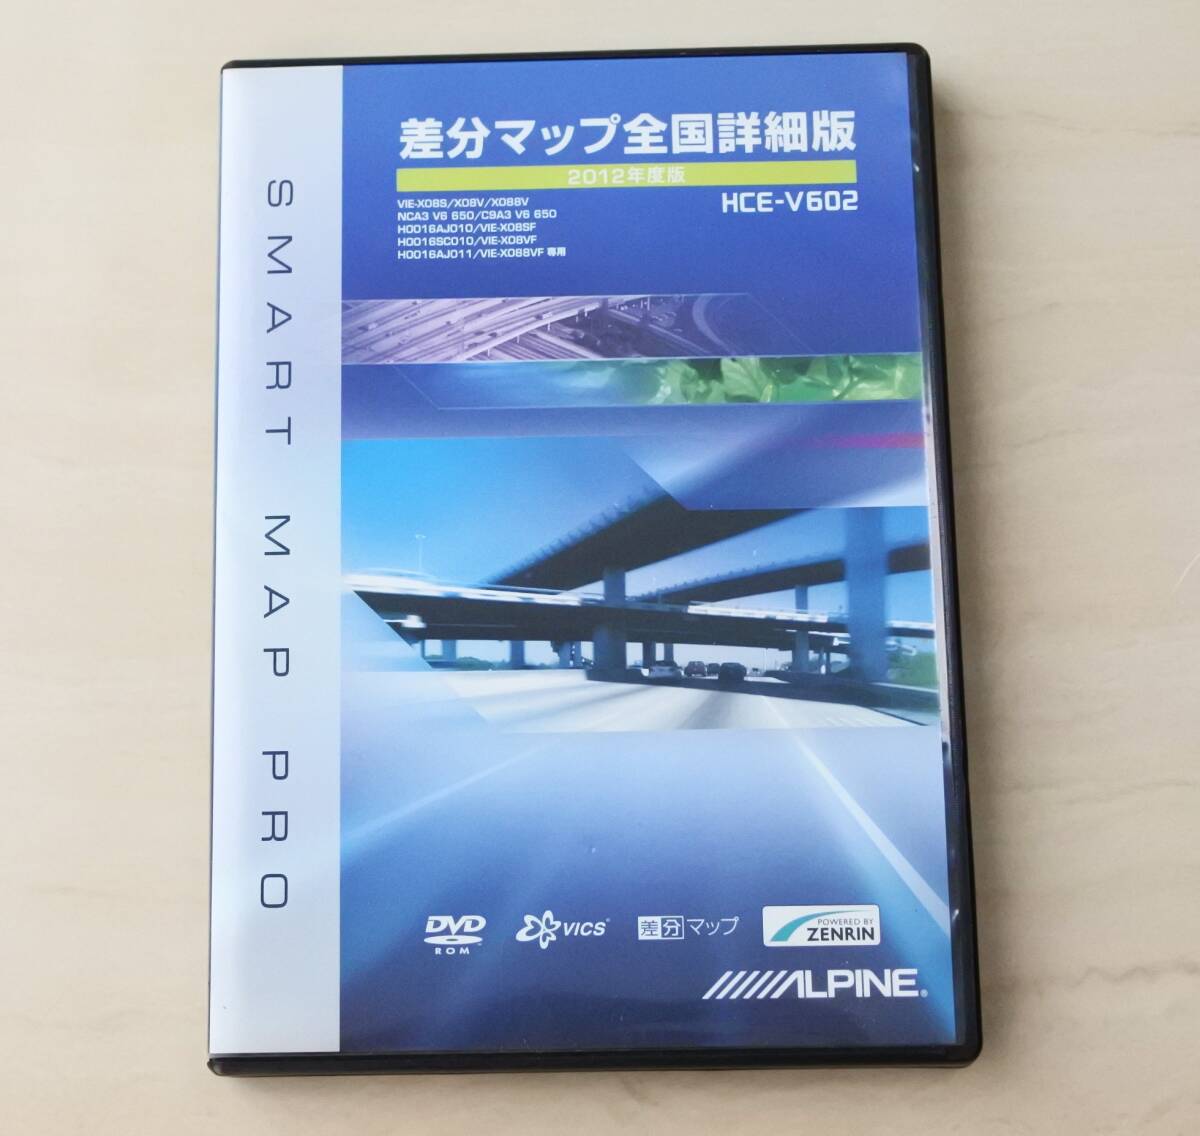 SMART MAP PRO
差分マップ全国詳細版
2012年度版
HCE-V602
VIE-X08S/X08V/X088V
NCA3 V6 650/C9A3 V6 650
H0016AJ010/VIE-X08SF
H0016SC010/VIE-X08VF
H0016AJ011/VIE-X088VF 専用
DVD
ROM
VICS
差分マップ
POWERED BY
ZENRIN
ALPINE